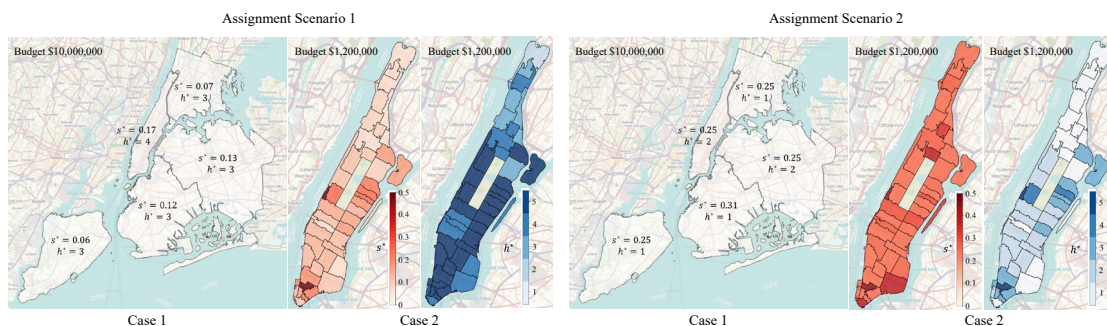 Assignment Scenario 1
Assignment Scenario 2
Budget $10,000,000
Budget $1,200,000
Budget $1,200,000
Budget $10,000,000
Budget $1,200,000
Budget $1,200,000
s* = 0.07
h* = 3
s* = 0.17
h* = 4
s* = 0.13
h* = 3
s* = 0.12
h* = 3
s* = 0.06
h* = 3
0.5
0.4
0.3
0.2
0.1
0
s*
5
4
3
2
1
h*
s* = 0.25
h* = 1
s* = 0.25
h* = 2
s* = 0.25
h* = 2
s* = 0.31
h* = 1
s* = 0.25
h* = 1
0.5
0.4
0.3
0.2
0.1
0
s*
5
4
3
2
1
h*
Case 1
Case 2
Case 1
Case 2